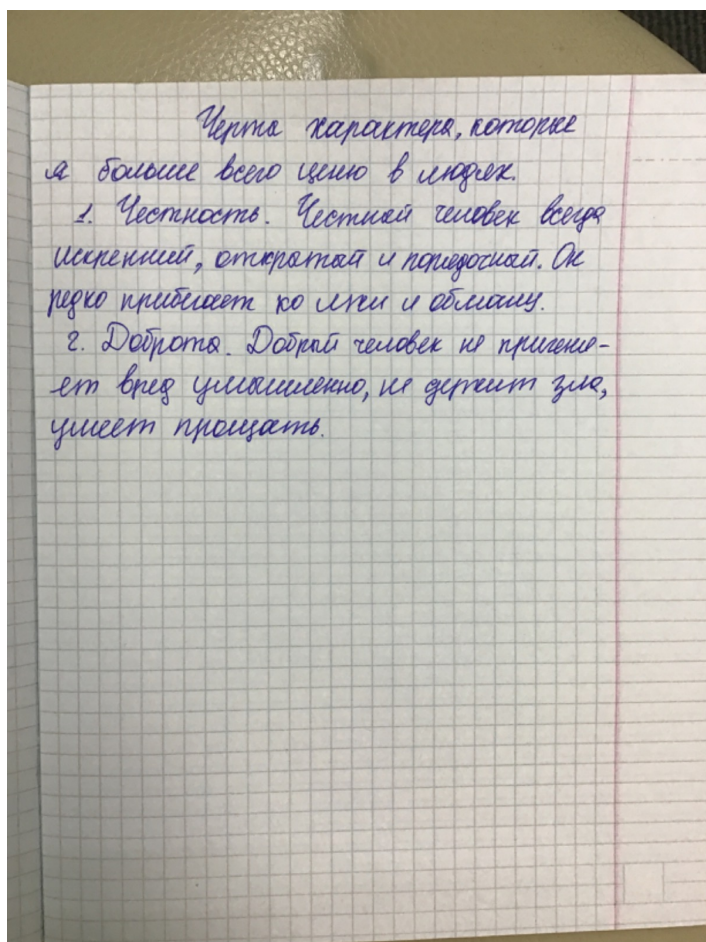 Черты характера, которые
я больше всего ценю в людях.
1. Честность. Честный человек всегда
искренний, открытый и порядочный. Он
редко прибегает ко лжи и обману.
2. Доброта. Добрый человек не причиня-
ет вред умышленно, не держит зла,
умеет прощать.